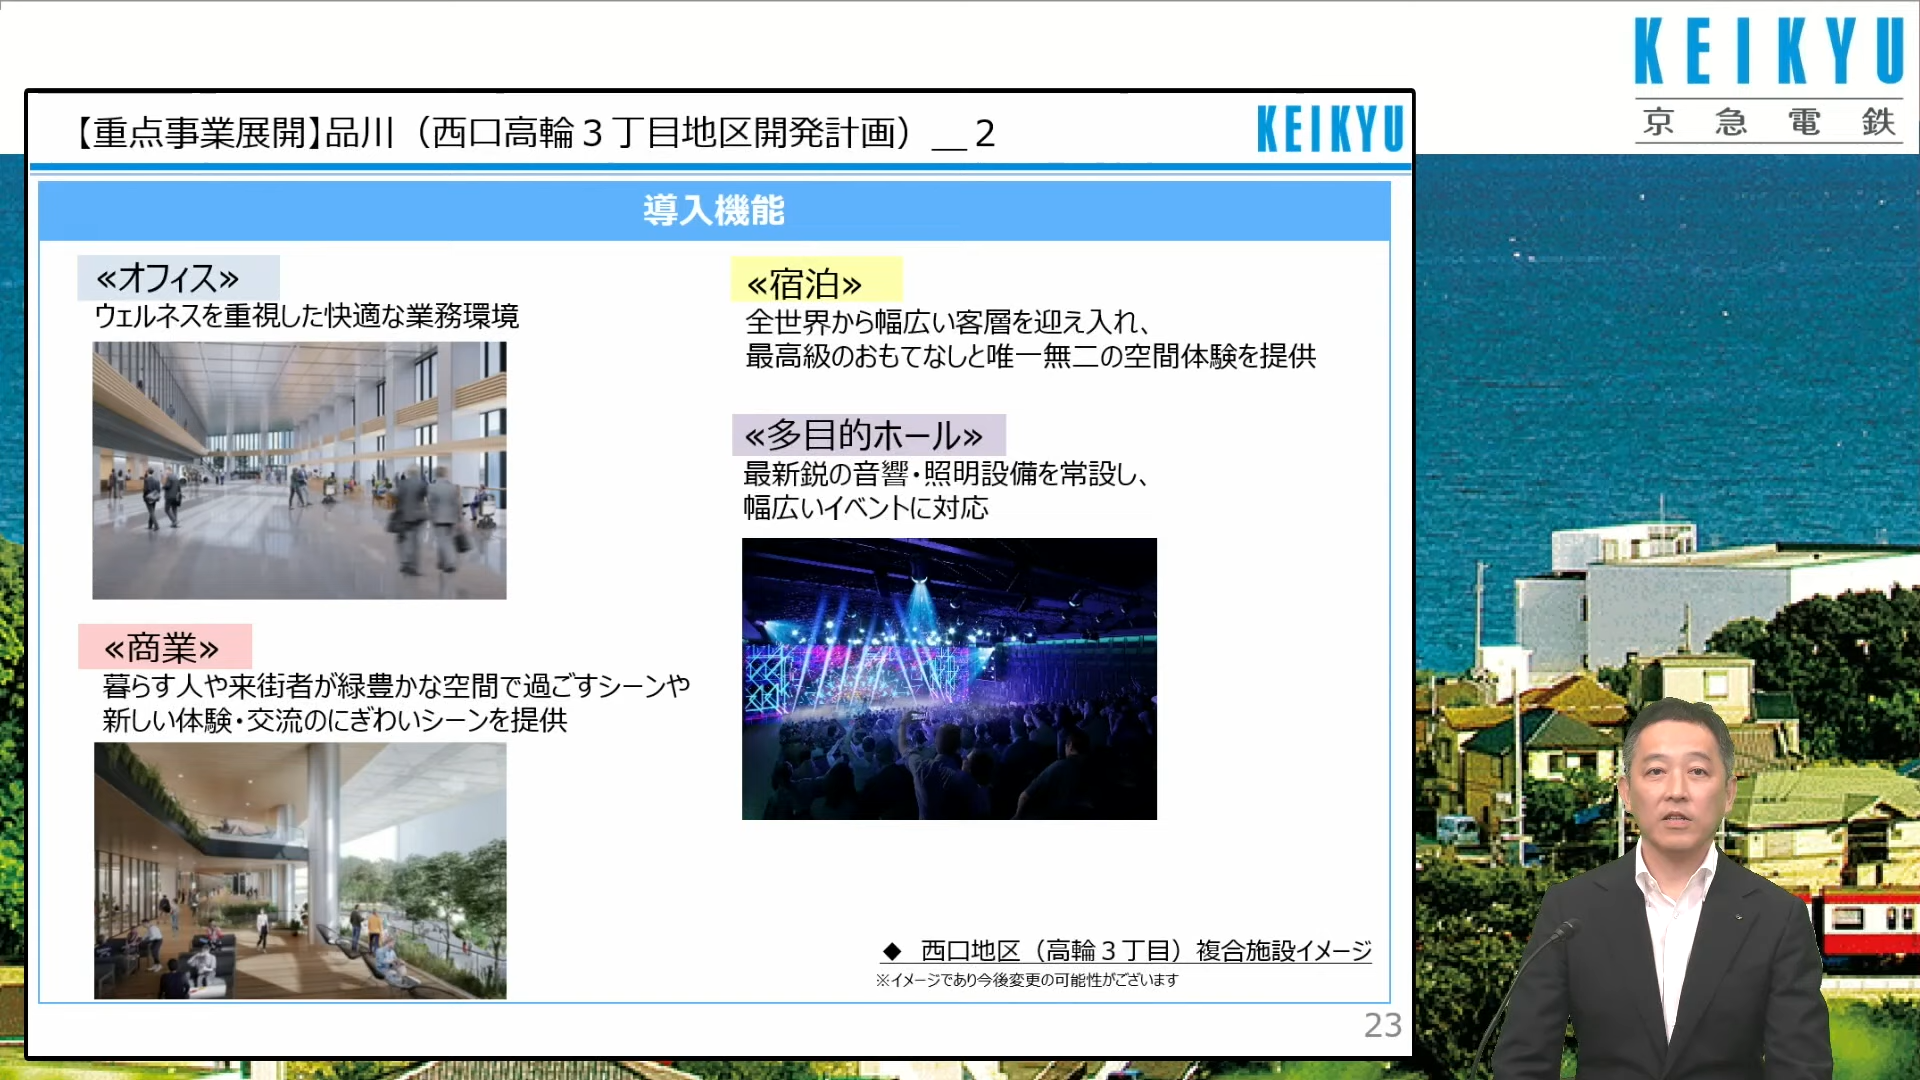 KEIKYU
京急電鉄
【重点事業展開】品川（西口高輪３丁目地区開発計画）＿２
KEIKYU
導入機能
≪オフィス≫
ウェルネスを重視した快適な業務環境
≪商業≫
暮らす人や来街者が緑豊かな空間で過ごすシーンや
新しい体験・交流のにぎわいシーンを提供
≪宿泊≫
全世界から幅広い客層を迎え入れ、
最高級のおもてなしと唯一無二の空間体験を提供
≪多目的ホール≫
最新鋭の音響・照明設備を常設し、
幅広いイベントに対応
◆ 西口地区（高輪３丁目）複合施設イメージ
※イメージであり今後変更の可能性がございます
23